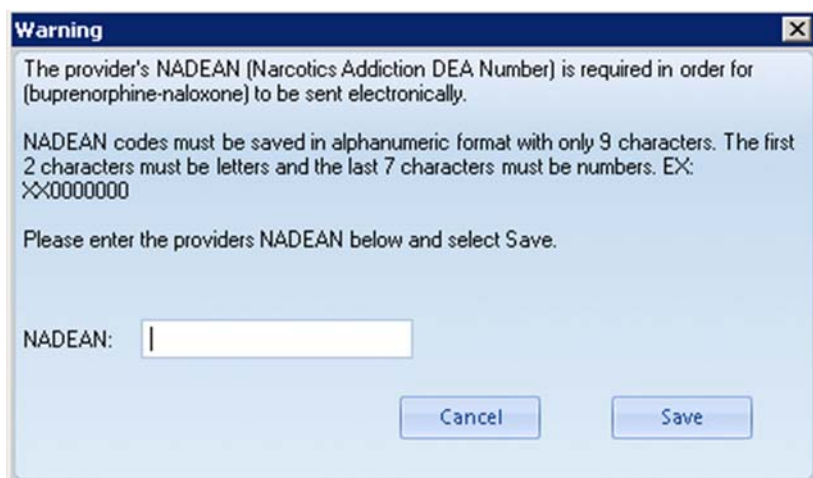 Warning
The provider's NADEAN (Narcotics Addiction DEA Number) is required in order for
(buprenorphine-naloxone) to be sent electronically.
NADEAN codes must be saved in alphanumeric format with only 9 characters. The first
2 characters must be letters and the last 7 characters must be numbers. EX:
XX0000000
Please enter the providers NADEAN below and select Save.
NADEAN:
Cancel Save